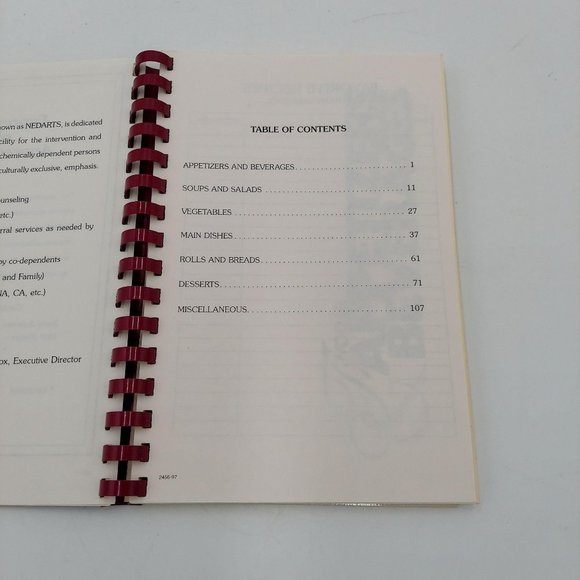 nown as NEDARTS, is dedicated
cility for the intervention and
chemically dependent persons
culturally exclusive, emphasis.
unseling
etc.)
rral services as needed by
by co-dependents
and Family)
NA, CA, etc.)
ox, Executive Director
TABLE OF CONTENTS
APPETIZERS AND BEVERAGES............................ 1
SOUPS AND SALADS .................................. 11
VEGETABLES ........................................ 27
MAIN DISHES........................................ 37
ROLLS AND BREADS................................... 61
DESSERTS........................................... 71
MISCELLANEOUS..................................... 107
2456-97